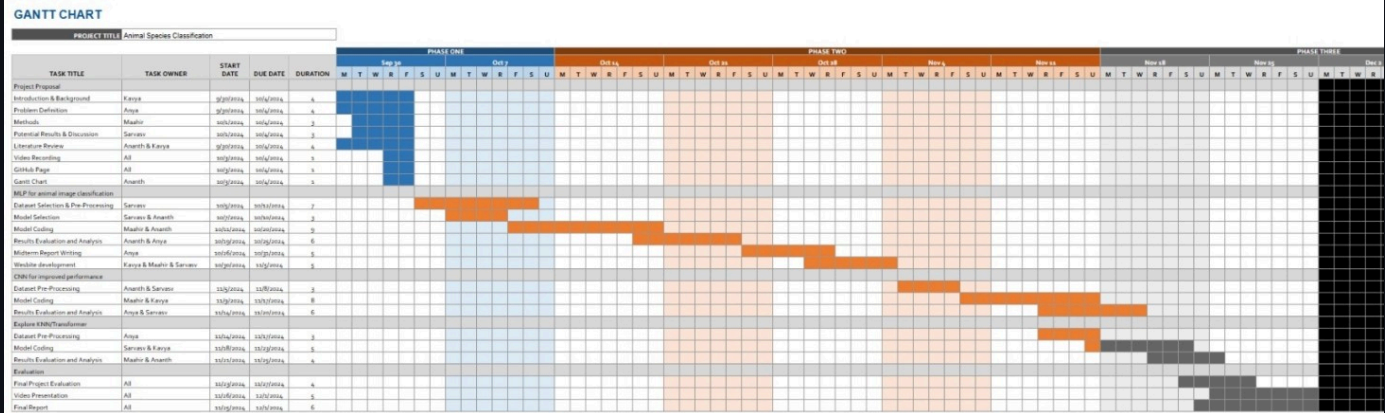 GANTT CHART
PROJECT TITLE Animal Species Classification
PHASE ONE PHASE TWO PHASE THREE
Sep 30 Oct 7 Oct 14 Oct 21 Oct 28 Nov 4 Nov 11 Nov 18 Nov 25 Dec 2
TASK TITLE TASK OWNER START DATE DUE DATE DURATION M T W R F S U M T W R F S U M T W R F S U M T W R F S U M T W R F S U M T W R F S U M T W R F S U M T W R F S U M T W R F S U M T W R
Project Proposal
Introduction & Background Kavya 9/30/2024 10/4/2024 4
Problem Definition Anya 9/30/2024 10/4/2024 4
Methods Maahir 10/1/2024 10/4/2024 3
Potential Results & Discussion Sarvasv 10/1/2024 10/4/2024 3
Literature Review Ananth & Kavya 9/30/2024 10/4/2024 4
Video Recording All 10/3/2024 10/4/2024 1
GitHub Page All 10/3/2024 10/4/2024 1
Gantt Chart Ananth 10/3/2024 10/4/2024 1
MLP for animal image classification
Dataset Selection & Pre-Processing Sarvasv 10/5/2024 10/12/2024 7
Model Selection Sarvasv & Ananth 10/7/2024 10/10/2024 3
Model Coding Maahir & Ananth 10/11/2024 10/20/2024 9
Results Evaluation and Analysis Ananth & Anya 10/19/2024 10/25/2024 6
Midterm Report Writing Anya 10/26/2024 10/31/2024 5
Wesbite development Kavya & Maahir & Sarvasv 10/30/2024 11/5/2024 5
CNN for improved performance
Dataset Pre-Processing Ananth & Sarvasv 11/5/2024 11/8/2024 3
Model Coding Maahir & Kavya 11/9/2024 11/17/2024 8
Results Evaluation and Analysis Anya & Sarvasv 11/14/2024 11/20/2024 6
Explore KNN/Transformer
Dataset Pre-Processing Anya 11/14/2024 11/17/2024 3
Model Coding Sarvasv & Kavya 11/18/2024 11/23/2024 5
Results Evaluation and Analysis Maahir & Ananth 11/21/2024 11/25/2024 4
Evaluation
Final Project Evaluation All 11/23/2024 11/27/2024 4
Video Presentation All 11/26/2024 12/1/2024 5
Final Report All 11/25/2024 12/1/2024 6